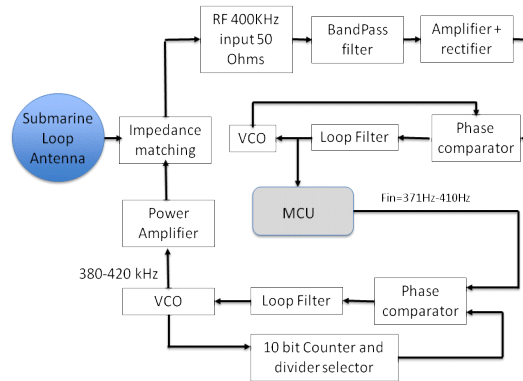 RF 400KHz
input 50
Ohms
BandPass
filter
Amplifier +
rectifier
Submarine
Loop
Antenna
Impedance
matching
VCO
Loop Filter
Phase
comparator
MCU
Fin=371Hz-410Hz
Power
Amplifier
380-420 kHz
VCO
Loop Filter
Phase
comparator
10 bit Counter and
divider selector